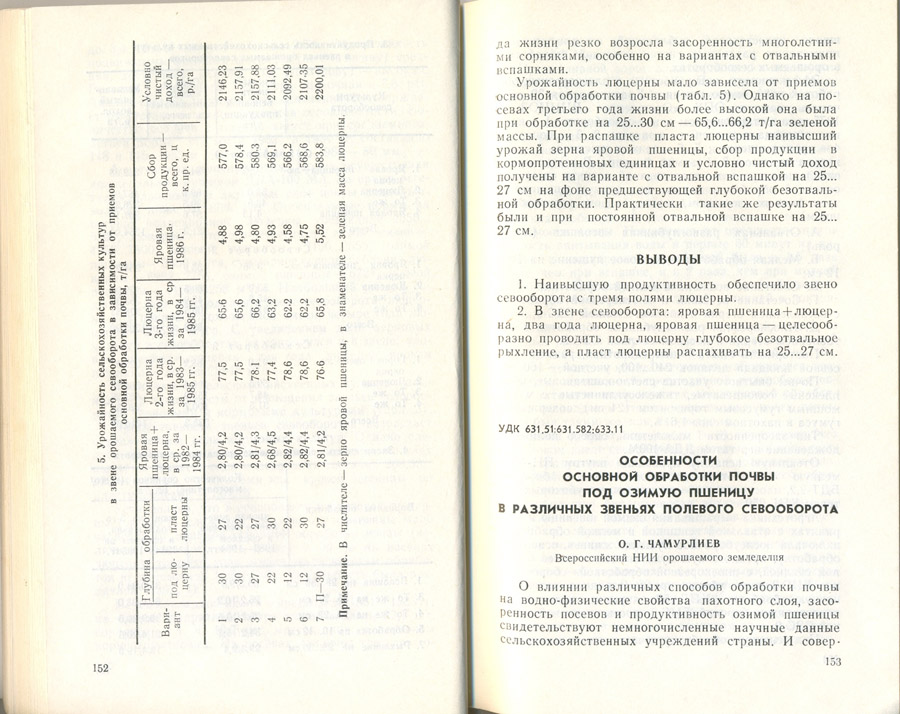 5. Урожайность сельскохозяйственных культур
в звене орошаемого севооборота в зависимости от приемов
основной обработки почвы, т/га
Вари-
ант
Глубина обработки
под лю-
церну
пласт
люцерны
Яровая
пшеница+
люцерна,
в ср. за
1982—
1984 гг.
Люцерна
2-го года
жизни, в ср.
за 1983—
1985 гг.
Люцерна
3-го года
жизни, в ср
за 1984—
1985 гг.
Яровая
пшеница-
1986 г.
Сбор
продукции—
всего, ц
к. пр. ед.
Условно
чистый
доход—
всего,
р./га
1 30 27 2,80/4,2 77,5 65,6 4,88 577,0 2146,23
2 30 22 2,80/4,2 77,5 65,6 4,98 578,4 2157,91
3 27 27 2,81/4,3 78,1 66,2 4,80 580,3 2157,88
4 22 30 2,68/4,5 77,4 63,2 4,93 569,1 2111,03
5 12 22 2,82/4,4 78,6 62,2 4,58 566,2 2092,49
6 12 30 2,82/4,4 78,6 62,2 4,75 568,6 2107,35
7 П—30 27 2,81/4,2 76,6 65,8 5,52 583,8 2200,01
Примечание. В числителе — зерно яровой пшеницы, в знаменателе — зеленая масса люцерны.
152
да жизни резко возросла засоренность многолетни-
ми сорняками, особенно на вариантах с отвальными
вспашками.
Урожайность люцерны мало зависела от приемов
основной обработки почвы (табл. 5). Однако на по-
севах третьего года жизни более высокой она была
при обработке на 25...30 см — 65,6...66,2 т/га зеленой
массы. При распашке пласта люцерны наивысший
урожай зерна яровой пшеницы, сбор продукции в
кормопротеиновых единицах и условно чистый доход
получены на варианте с отвальной вспашкой на 25...
27 см на фоне предшествующей глубокой безотваль-
ной обработки. Практически такие же результаты
были и при постоянной отвальной вспашке на 25...
27 см.
ВЫВОДЫ
1. Наивысшую продуктивность обеспечило звено
севооборота с тремя полями люцерны.
2. В звене севооборота: яровая пшеница+люцер-
на, два года люцерна, яровая пшеница — целесооб-
разно проводить под люцерну глубокое безотвальное
рыхление, а пласт люцерны распахивать на 25...27 см.
УДК 631,51:631.582:633.11
ОСОБЕННОСТИ
ОСНОВНОЙ ОБРАБОТКИ ПОЧВЫ
ПОД ОЗИМУЮ ПШЕНИЦУ
В РАЗЛИЧНЫХ ЗВЕНЬЯХ ПОЛЕВОГО СЕВООБОРОТА
О. Г. ЧАМУРЛИЕВ
Всероссийский НИИ орошаемого земледелия
О влиянии различных способов обработки почвы
на водно-физические свойства пахотного слоя, засо-
ренность посевов и продуктивность озимой пшеницы
свидетельствуют немногочисленные научные данные
сельскохозяйственных учреждений страны. И совер-
153